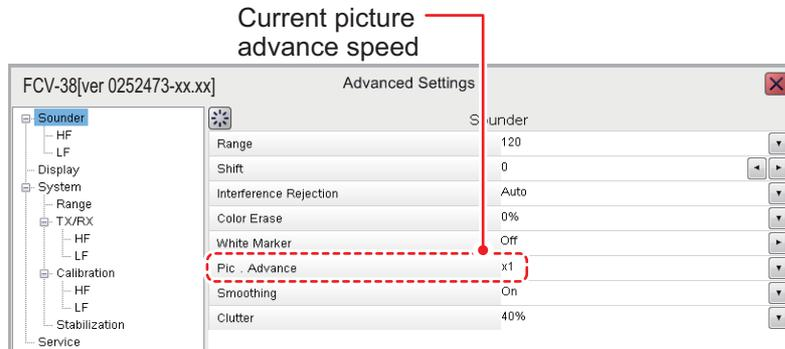 Current picture
advance speed
FCV-38[ver 0252473-xx.xx]
Advanced Settings
Sounder
HF
LF
Display
System
Range
TX/RX
HF
LF
Calibration
HF
LF
Stabilization
Service
Sounder
Range 120
Shift 0
Interference Rejection Auto
Color Erase 0%
White Marker Off
Pic . Advance x1
Smoothing On
Clutter 40%